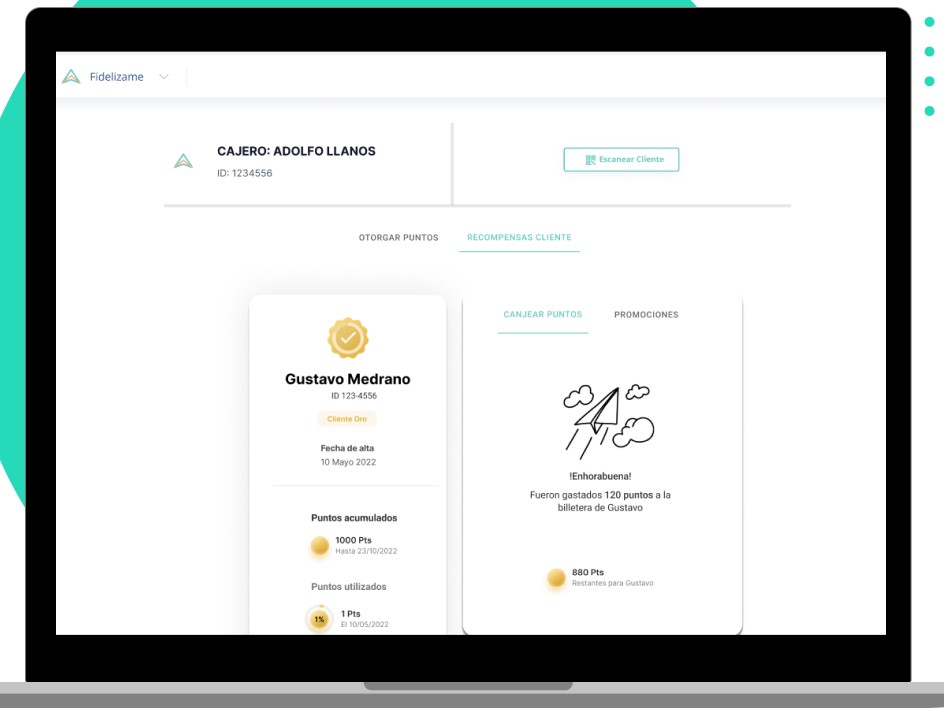 Fidelizame
CAJERO: ADOLFO LLANOS
ID: 1234556
Escanear Cliente
OTORGAR PUNTOS
RECOMPENSAS CLIENTE
Gustavo Medrano
ID 123-4556
Cliente Oro
Fecha de alta
10 Mayo 2022
Puntos acumulados
1000 Pts
Hasta 23/10/2022
Puntos utilizados
1%
1 Pts
El 10/05/2022
CANJEAR PUNTOS
PROMOCIONES
!Enhorabuena!
Fueron gastados 120 puntos a la
billetera de Gustavo
880 Pts
Restantes para Gustavo